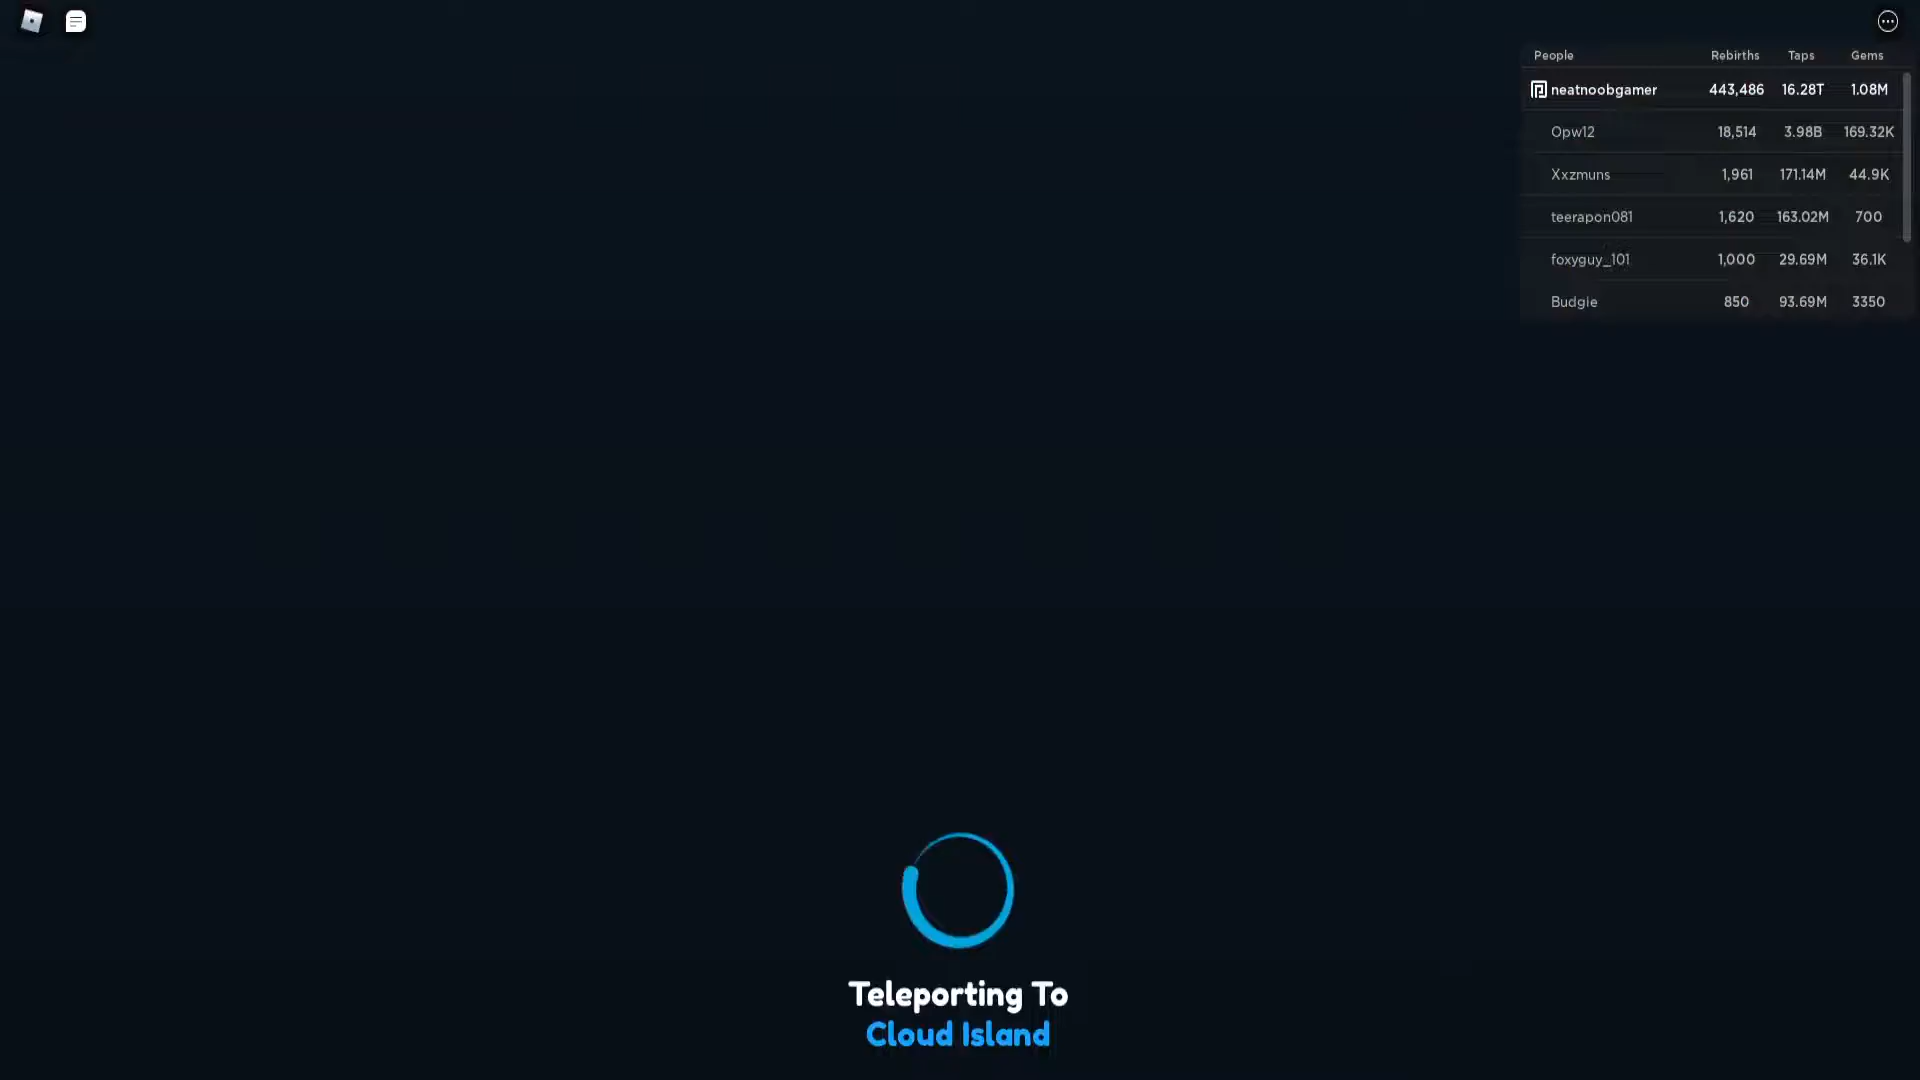 People Rebirths Taps Gems
neatnoobgamer 443,486 16.28T 1.08M
Opw12 18,514 3.98B 169.32K
Xxzmuns 1,961 171.14M 44.9K
teerapon081 1,620 163.02M 700
foxyguy_101 1,000 29.69M 36.1K
Budgie 850 93.69M 3350
Teleporting To
Cloud Island